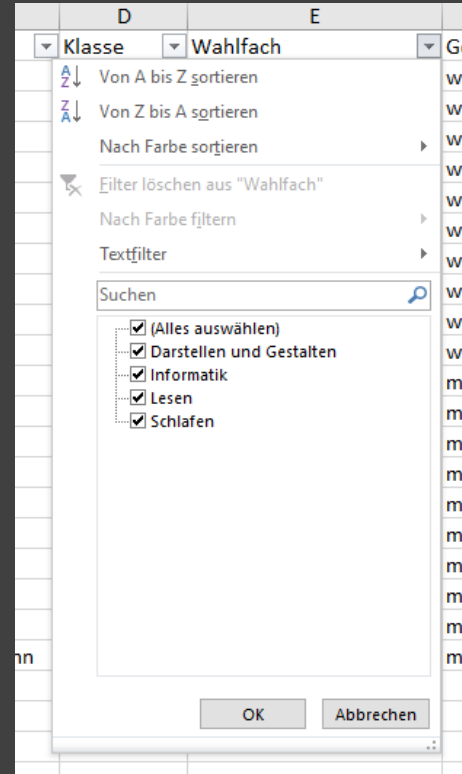 D E
Klasse Wahlfach G
Von A bis Z sortieren w
Von Z bis A sortieren w
Nach Farbe sortieren w
Filter löschen aus "Wahlfach" w
Nach Farbe filtern w
Textfilter w
Suchen w
(Alles auswählen) w
Darstellen und Gestalten w
Informatik m
Lesen m
Schlafen m
m
m
m
m
m
m
nn m
OK Abbrechen